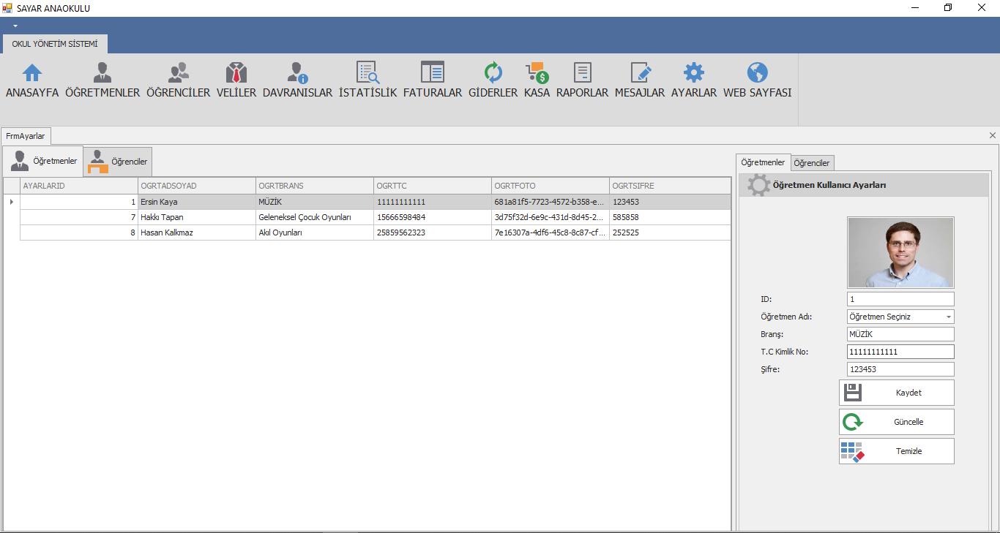 SAYAR ANAOKULU
OKUL YÖNETİM SİSTEMİ
ANASAYFA ÖĞRETMENLER ÖĞRENCİLER VELİLER DAVRANISLAR İSTATİSLİK FATURALAR GİDERLER KASA RAPORLAR MESAJLAR AYARLAR WEB SAYFASI
FrmAyarlar
Öğretmenler Öğrenciler
AYARLARID OGRTADSOYAD OGRTBRANS OGRTTC OGRTFOTO OGRTSIFRE
1 Ersin Kaya MÜZİK 11111111111 681a81f5-7723-4572-b358-e... 123453
7 Hakkı Tapan Geleneksel Çocuk Oyunları 15666598484 3d75f32d-6e9c-431d-8d45-2... 585858
8 Hasan Kalkmaz Akıl Oyunları 25859562323 7e16307a-4df6-45c8-8c87-cf... 252525
Öğretmenler Öğrenciler
Öğretmen Kullanıcı Ayarları
ID: 1
Öğretmen Adı: Öğretmen Seçiniz
Branş: MÜZİK
T.C Kimlik No: 11111111111
Şifre: 123453
Kaydet
Güncelle
Temizle